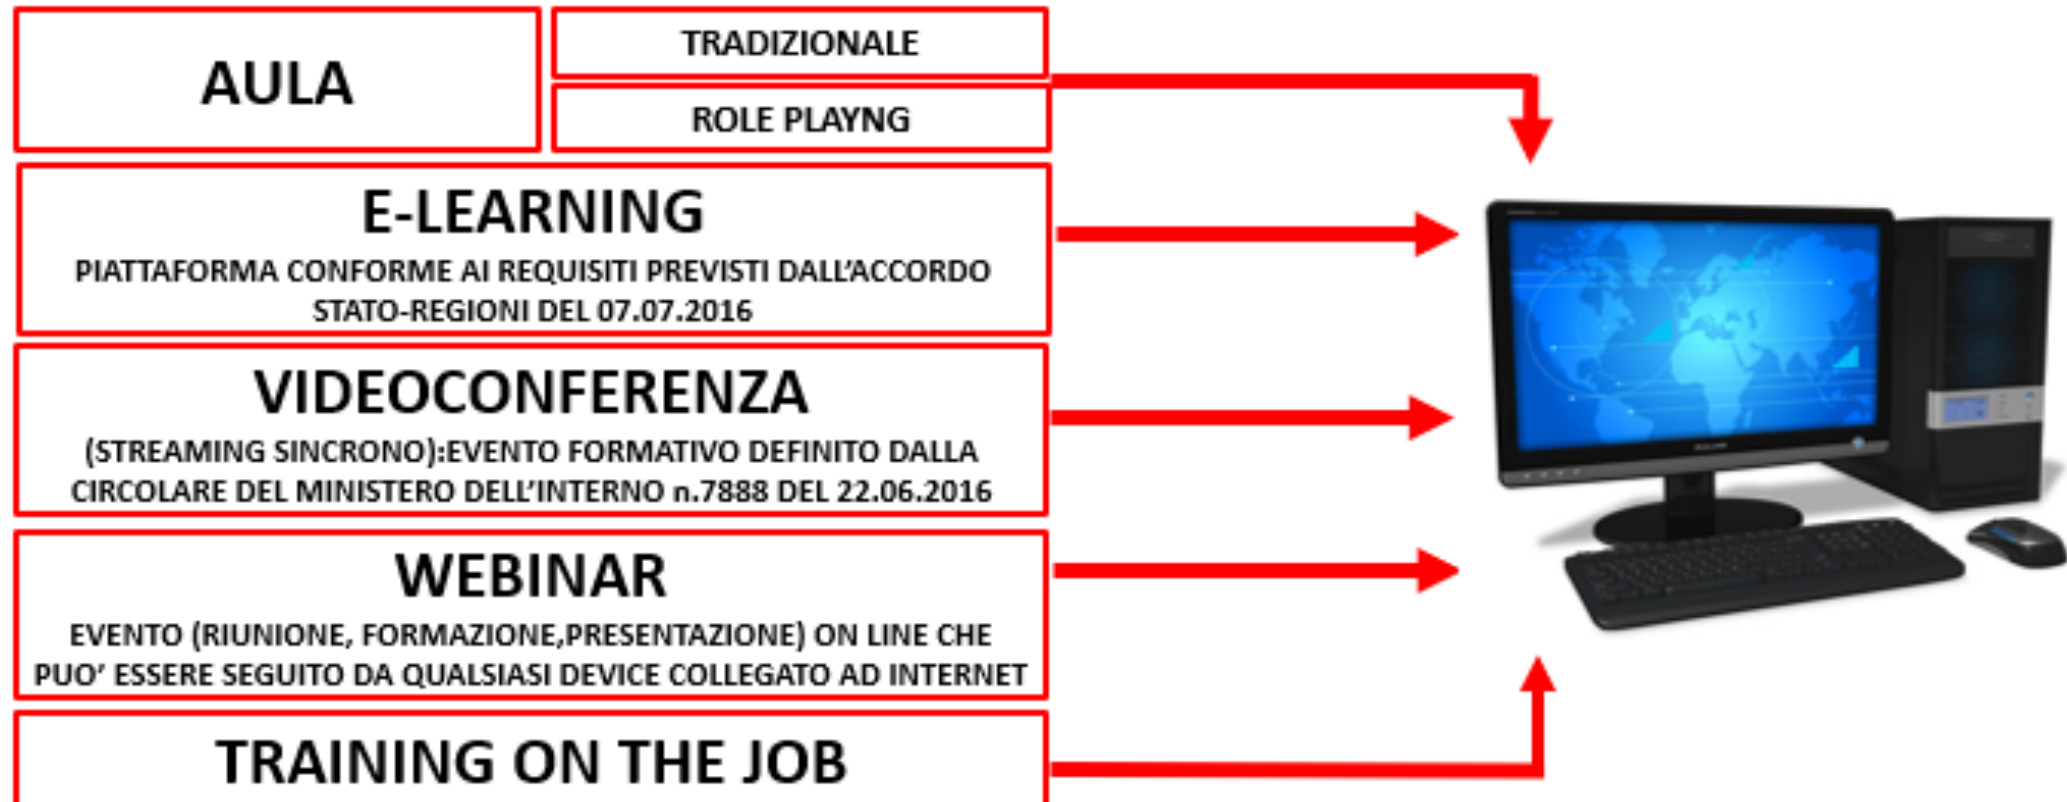 AULA
TRADIZIONALE
ROLE PLAYNG
E-LEARNING
PIATTAFORMA CONFORME AI REQUISITI PREVISTI DALL'ACCORDO
STATO-REGIONI DEL 07.07.2016
VIDEOCONFERENZA
(STREAMING SINCRONO):EVENTO FORMATIVO DEFINITO DALLA
CIRCOLARE DEL MINISTERO DELL'INTERNO n.7888 DEL 22.06.2016
WEBINAR
EVENTO (RIUNIONE, FORMAZIONE,PRESENTAZIONE) ON LINE CHE
PUO' ESSERE SEGUITO DA QUALSIASI DEVICE COLLEGATO AD INTERNET
TRAINING ON THE JOB